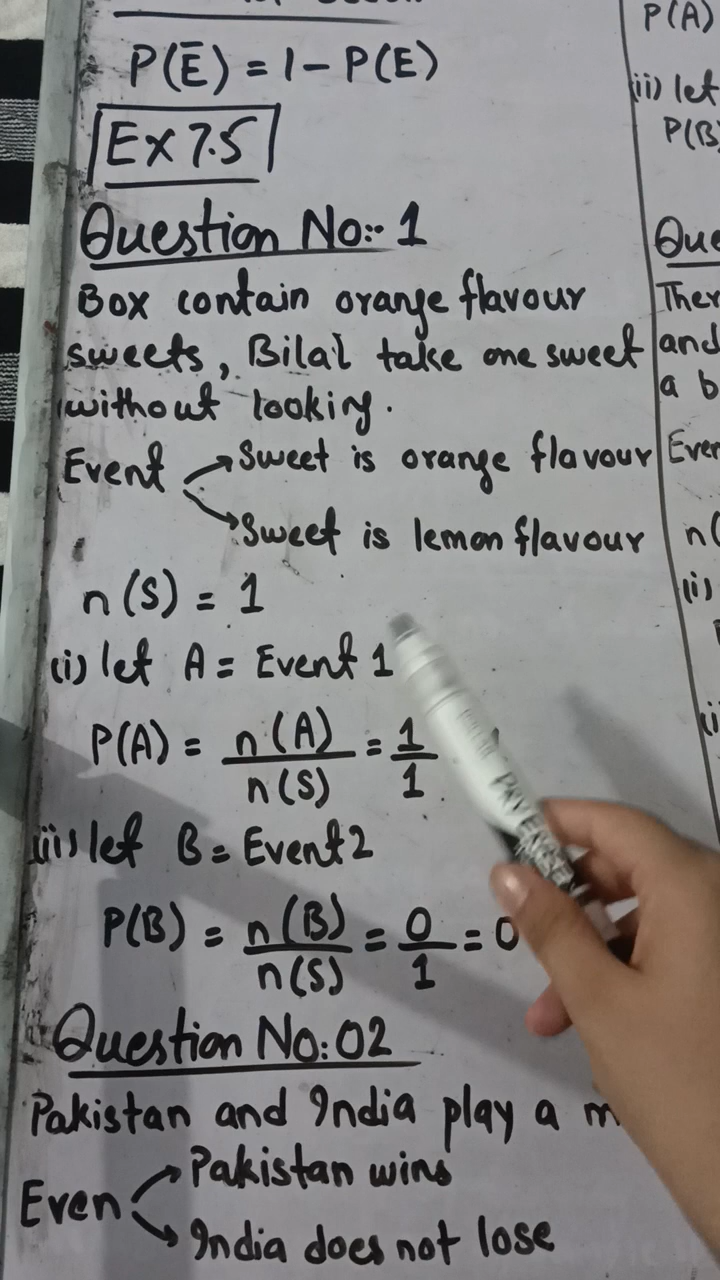 P(Ē) = 1 - P(E)
Ex 7.5
Question No:- 1
Box contain orange flavour
sweets, Bilal take one sweet
without looking.
Event → Sweet is orange flavour
→ Sweet is lemon flavour
n(S) = 1
(i) let A = Event 1
P(A) = n(A)/n(S) = 1/1
(ii) let B = Event 2
P(B) = n(B)/n(S) = 0/1 = 0
Question No: 02
Pakistan and India play a
Even → Pakistan wins
→ India does not lose
P(A)
(ii) let
P(B)
Que
Ther
and
a b
Even
n(
(i)